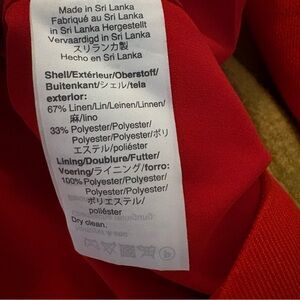 Made in Sri Lanka
Fabriqué au Sri Lanka
in Sri Lanka Hergestellt
Vervaardigd in Sri Lanka
スリランカ製
Hecho en Sri Lanka
Shell/Extérieur/Oberstoff/
Buitenkant/シェル/tela
exterior:
67% Linen/Lin/Leinen/Linnen/
麻/lino
33% Polyester/Polyester/
Polyester/Polyester/ポリ
エステル/poliéster
Lining/Doublure/Futter/
Voering/ライニング/forro:
100% Polyester/Polyester/
Polyester/Polyester/
ポリエステル/
poliéster
Dry clean.